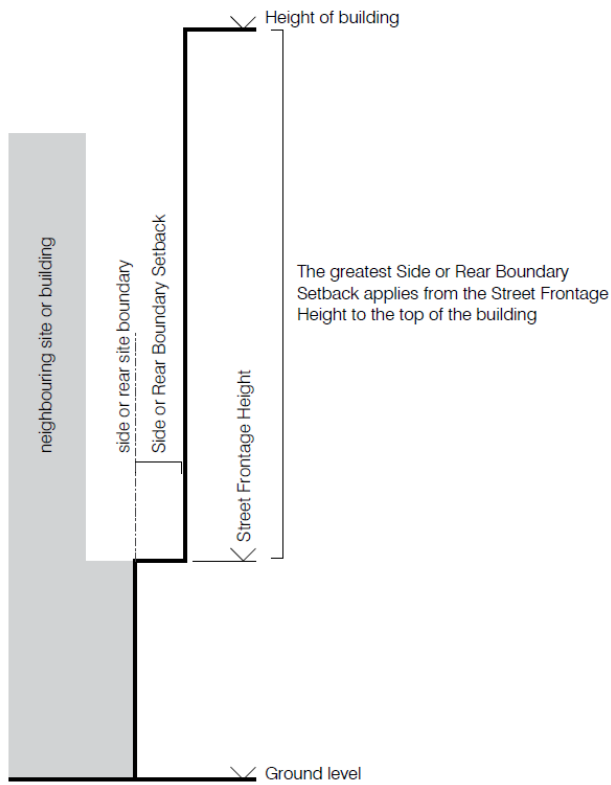 Height of building
neighbouring site or building
side or rear site boundary
Side or Rear Boundary Setback
Street Frontage Height
The greatest Side or Rear Boundary
Setback applies from the Street Frontage
Height to the top of the building
Ground level